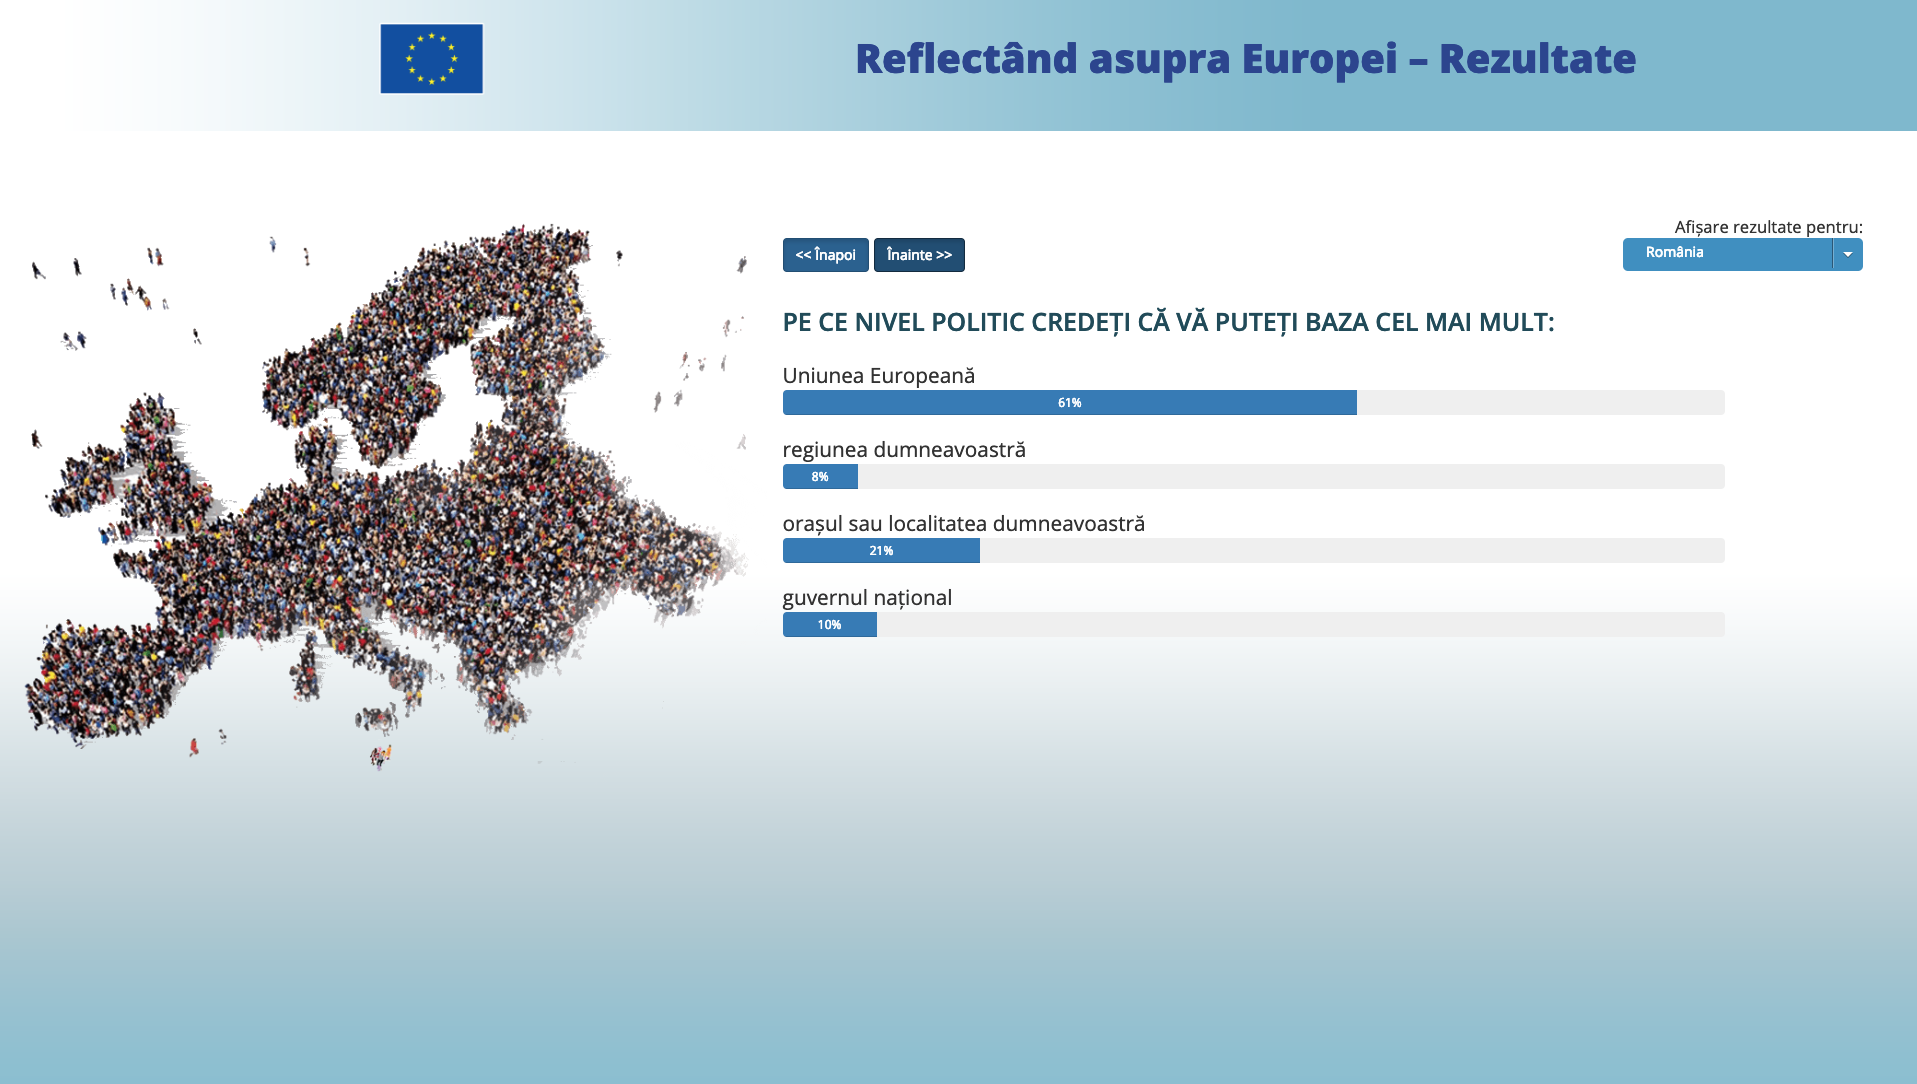 Reflectând asupra Europei – Rezultate
Afișare rezultate pentru:
<< Înapoi
Înainte >>
România
PE CE NIVEL POLITIC CREDEȚI CĂ VĂ PUTEȚI BAZA CEL MAI MULT:
Uniunea Europeană
61%
regiunea dumneavoastră
8%
orașul sau localitatea dumneavoastră
21%
guvernul național
10%